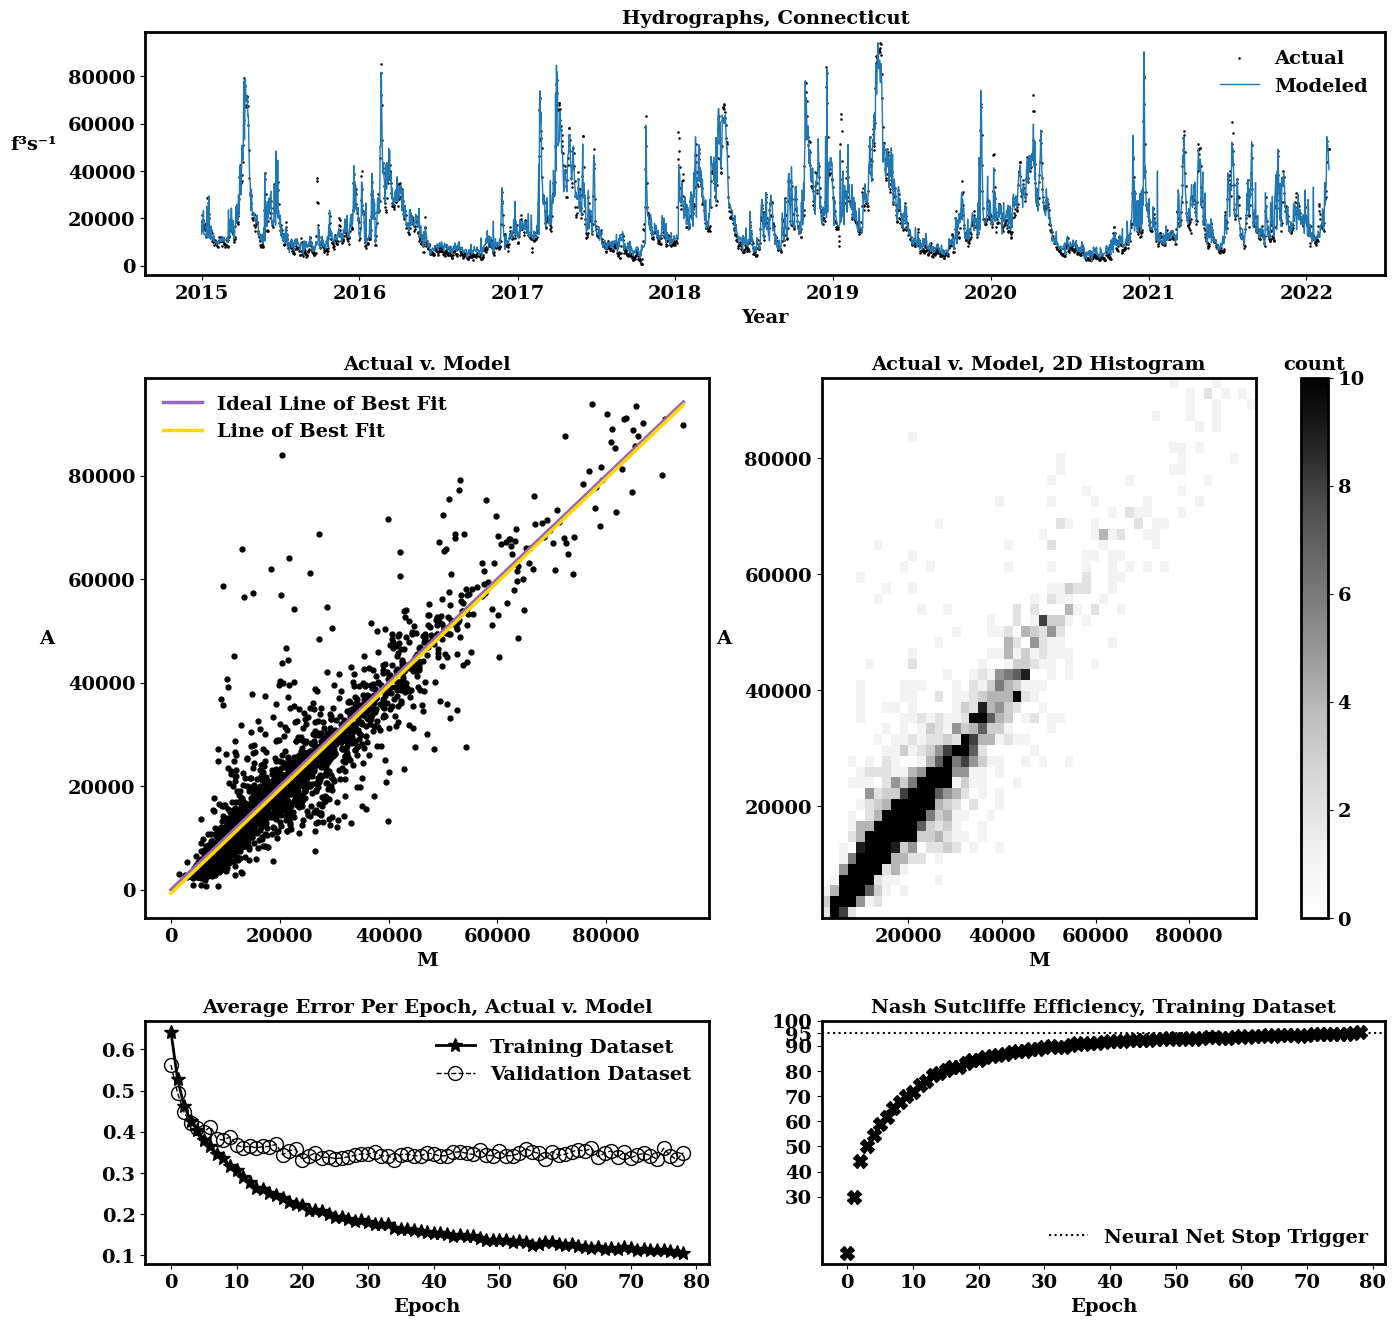 Hydrographs, Connecticut
80000
60000
40000
20000
0
f³s⁻¹
Actual
Modeled
2015 2016 2017 2018 2019 2020 2021 2022
Year
Actual v. Model
Ideal Line of Best Fit
Line of Best Fit
80000
60000
40000
20000
0
A
0 20000 40000 60000 80000
M
Actual v. Model, 2D Histogram
80000
60000
40000
20000
A
20000 40000 60000 80000
M
count
10
8
6
4
2
0
Average Error Per Epoch, Actual v. Model
Training Dataset
Validation Dataset
0.6
0.5
0.4
0.3
0.2
0.1
0 10 20 30 40 50 60 70 80
Epoch
Nash Sutcliffe Efficiency, Training Dataset
100
95
90
80
70
60
50
40
30
Neural Net Stop Trigger
0 10 20 30 40 50 60 70 80
Epoch